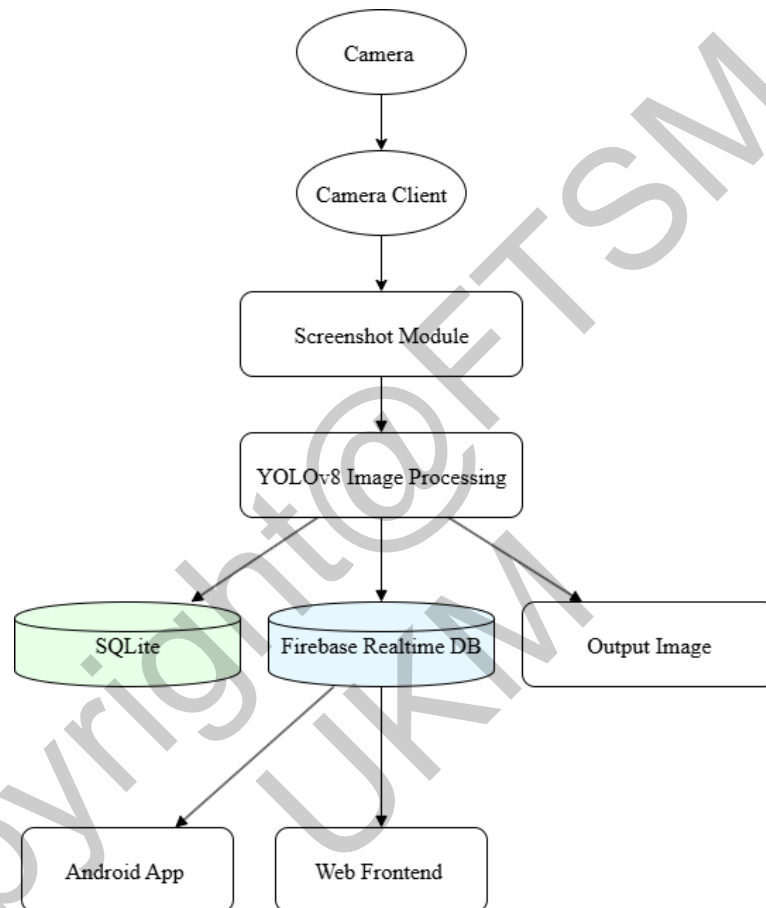 Camera
Camera Client
Screenshot Module
YOLOv8 Image Processing
SQLite
Firebase Realtime DB
Output Image
Android App
Web Frontend
pyright@FTSM
UKM